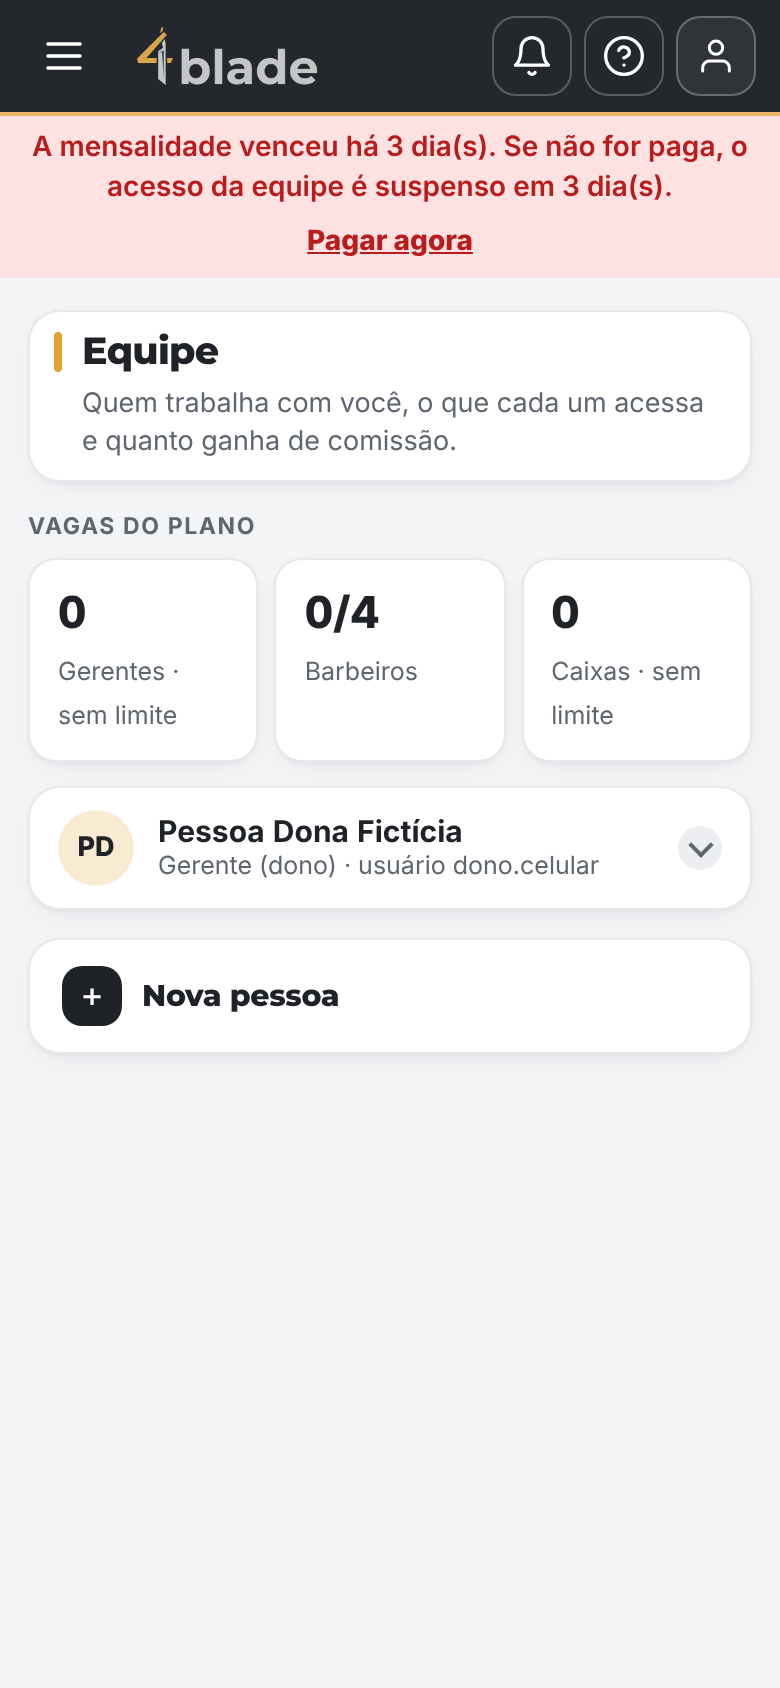 4blade
A mensalidade venceu há 3 dia(s). Se não for paga, o
acesso da equipe é suspenso em 3 dia(s).
Pagar agora
Equipe
Quem trabalha com você, o que cada um acessa
e quanto ganha de comissão.
VAGAS DO PLANO
0
Gerentes ·
sem limite
0/4
Barbeiros
0
Caixas · sem
limite
PD
Pessoa Dona Fictícia
Gerente (dono) · usuário dono.celular
+
Nova pessoa